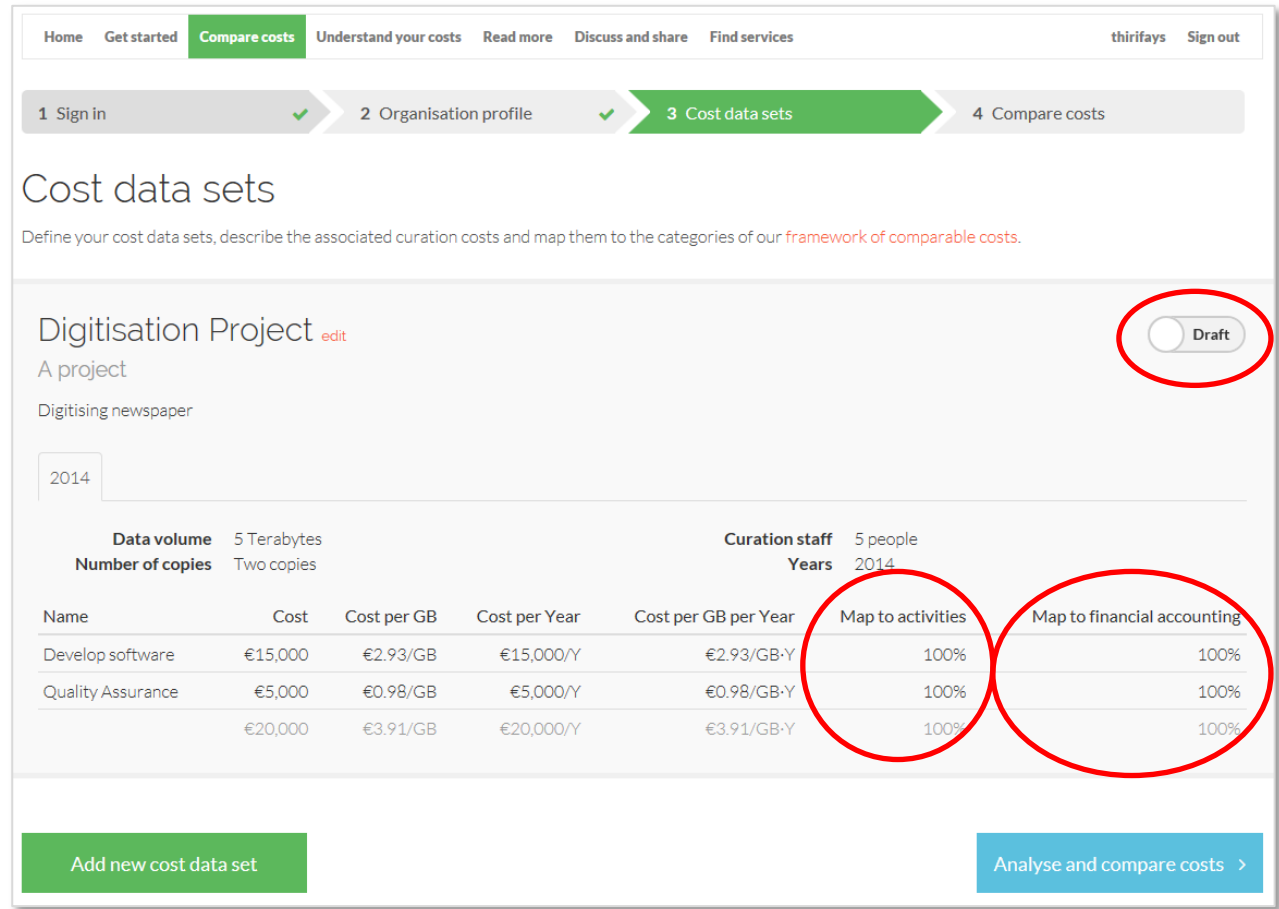 Home Get started Compare costs Understand your costs Read more Discuss and share Find services thirifays Sign out
1 Sign in 2 Organisation profile 3 Cost data sets 4 Compare costs
Cost data sets
Define your cost data sets, describe the associated curation costs and map them to the categories of our framework of comparable costs.
Digitisation Project edit Draft
A project
Digitising newspaper
2014
Data volume 5 Terabytes Curation staff 5 people
Number of copies Two copies Years 2014
Name Cost Cost per GB Cost per Year Cost per GB per Year Map to activities Map to financial accounting
Develop software €15,000 €2.93/GB €15,000/Y €2.93/GB·Y 100% 100%
Quality Assurance €5,000 €0.98/GB €5,000/Y €0.98/GB·Y 100% 100%
€20,000 €3.91/GB €20,000/Y €3.91/GB·Y 100% 100%
Add new cost data set Analyse and compare costs ›